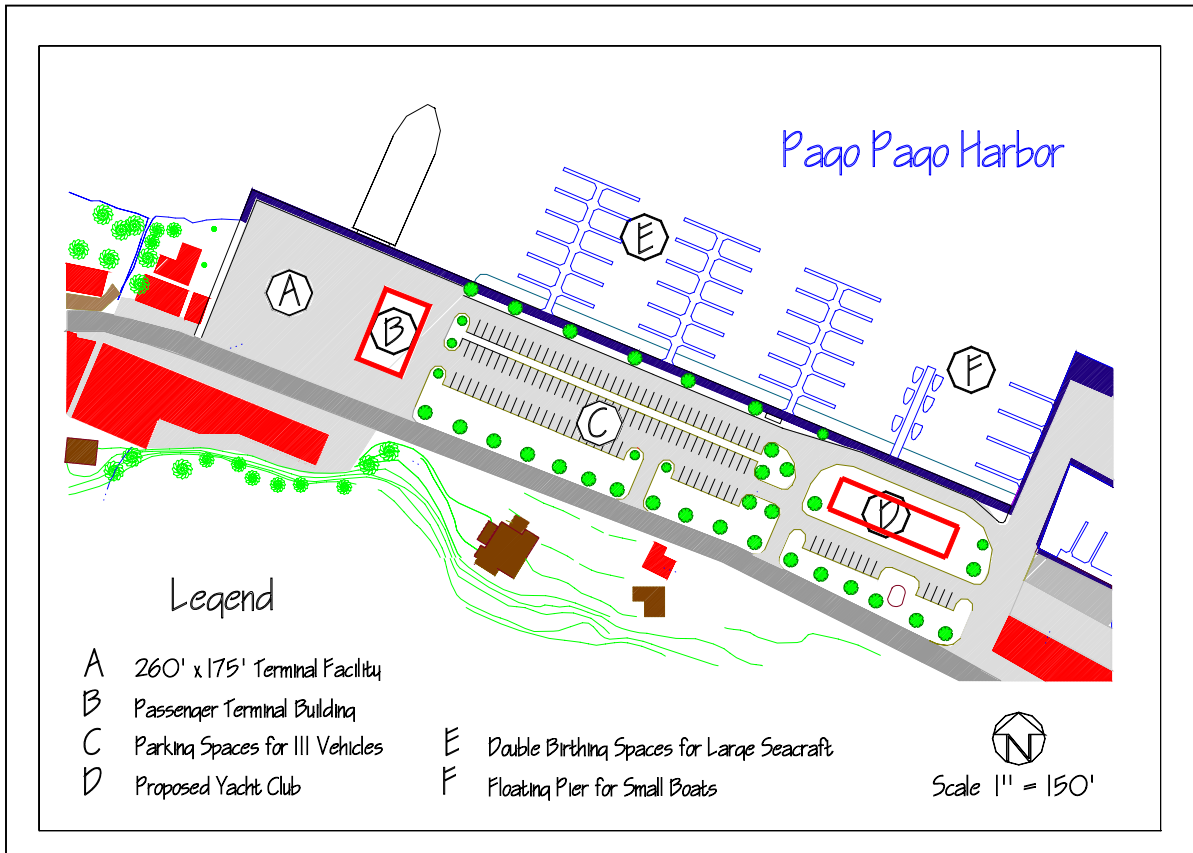 Pago Pago Harbor
E
A
B
F
C
D
Legend
A 260' x 175' Terminal Facility
B Passenger Terminal Building
C Parking Spaces for 111 Vehicles
D Proposed Yacht Club
E Double Birthing Spaces for Large Seacraft
F Floating Pier for Small Boats
N
Scale 1" = 150'